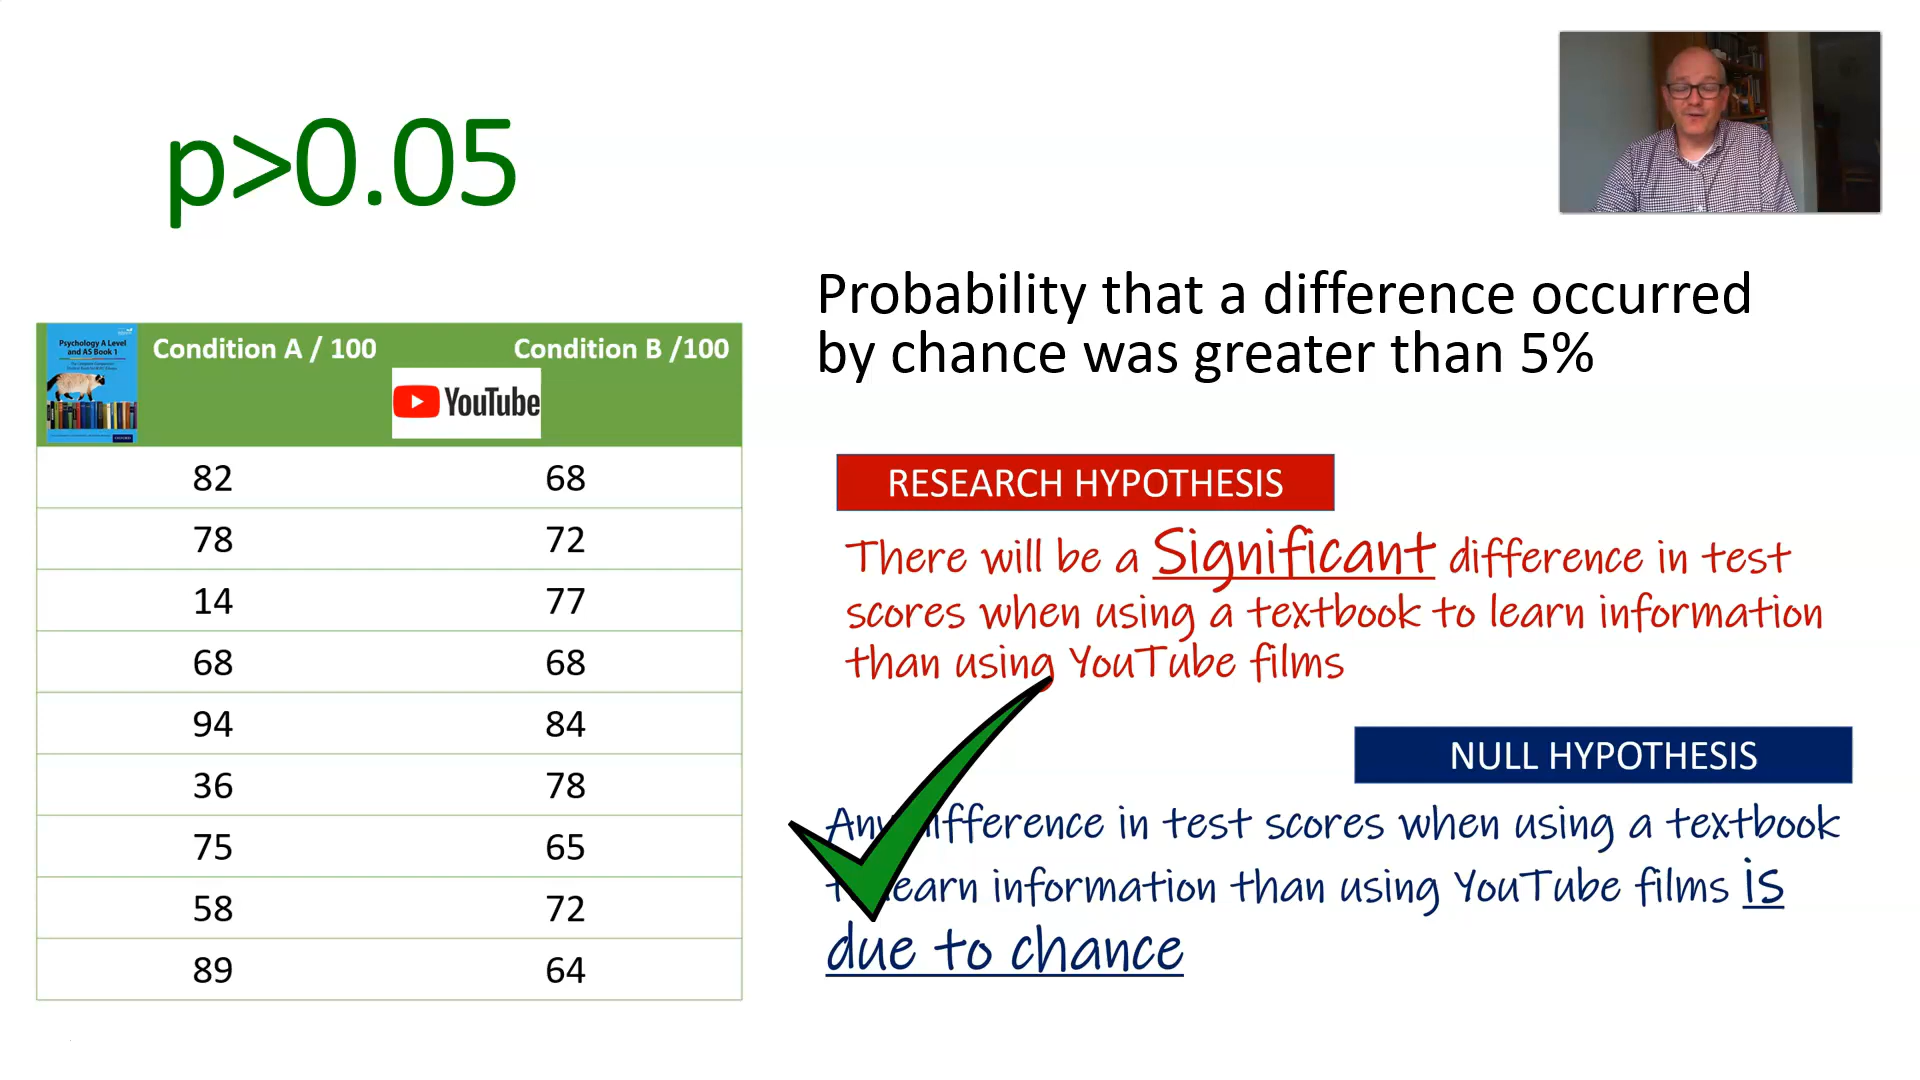 p>0.05
Probability that a difference occurred
by chance was greater than 5%
Psychology A Level
and AS Book 1
Condition A / 100 Condition B /100
YouTube
82 68
78 72
14 77
68 68
94 84
36 78
75 65
58 72
89 64
RESEARCH HYPOTHESIS
There will be a Significant difference in test
scores when using a textbook to learn information
than using YouTube films
NULL HYPOTHESIS
difference in test scores when using a textbook
information than using YouTube films is
due to chance